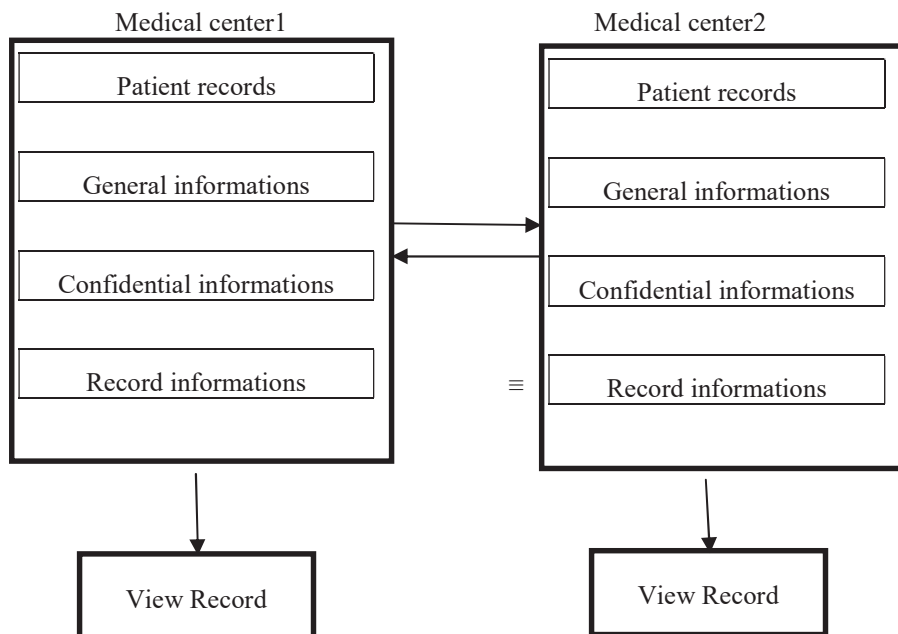 Medical center1
Patient records
General informations
Confidential informations
Record informations
View Record
Medical center2
Patient records
General informations
Confidential informations
≡
Record informations
View Record